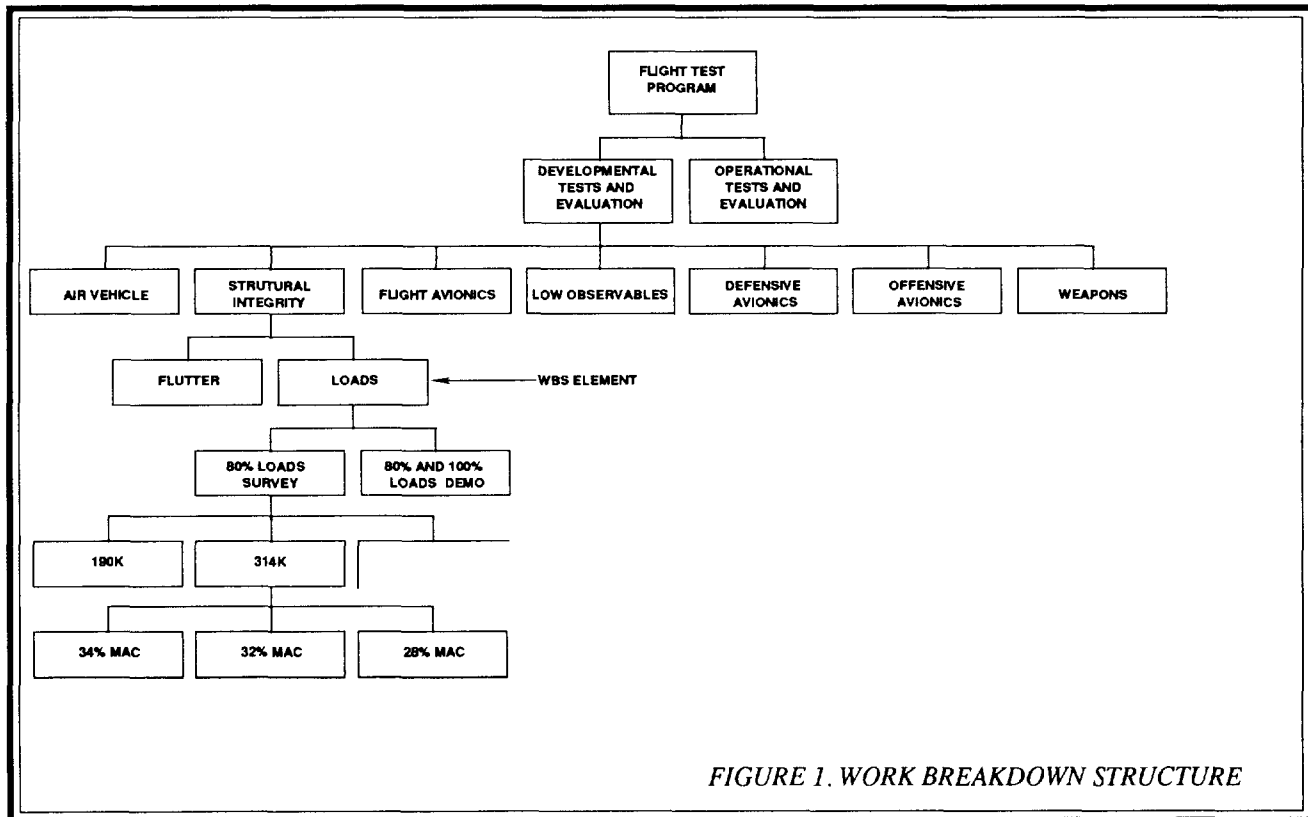 FLIGHT TEST
PROGRAM
DEVELOPMENTAL
TESTS AND
EVALUATION
OPERATIONAL
TESTS AND
EVALUATION
AIR VEHICLE
STRUTURAL
INTEGRITY
FLIGHT AVIONICS
LOW OBSERVABLES
DEFENSIVE
AVIONICS
OFFENSIVE
AVIONICS
WEAPONS
FLUTTER
LOADS
WBS ELEMENT
80% LOADS
SURVEY
80% AND 100%
LOADS DEMO
190K
314K
34% MAC
32% MAC
28% MAC
FIGURE 1. WORK BREAKDOWN STRUCTURE